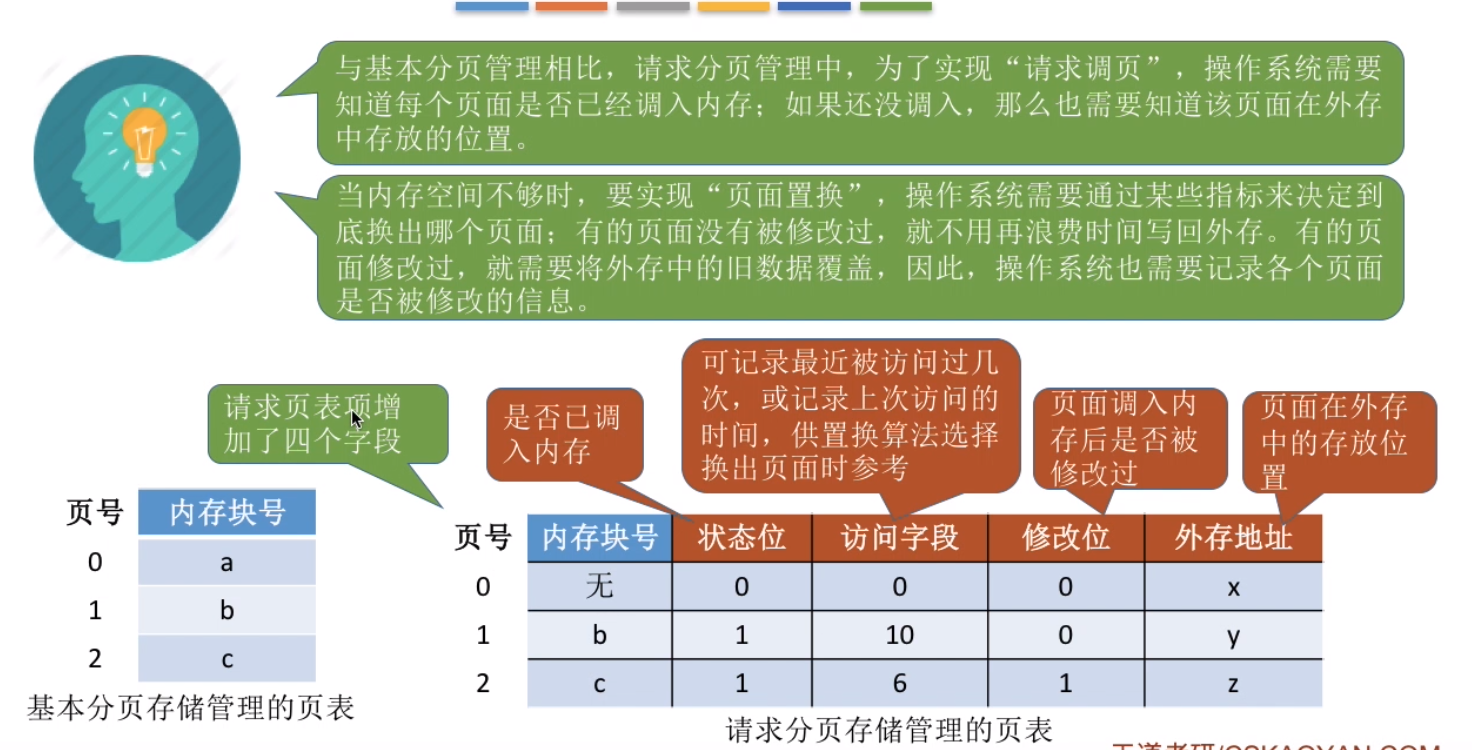 与基本分页管理相比，请求分页管理中，为了实现“请求调页”，操作系统需要
知道每个页面是否已经调入内存；如果还没调入，那么也需要知道该页面在外存
中存放的位置。
当内存空间不够时，要实现“页面置换”，操作系统需要通过某些指标来决定到
底换出哪个页面；有的页面没有被修改过，就不用再浪费时间写回外存。有的页
面修改过，就需要将外存中的旧数据覆盖，因此，操作系统也需要记录各个页面
是否被修改的信息。
请求页表项增
加了四个字段
是否已调
入内存
可记录最近被访问过几
次，或记录上次访问的
时间，供置换算法选择
换出页面时参考
页面调入内
存后是否被
修改过
页面在外存
中的存放位
置
页号 内存块号
0 a
1 b
2 c
基本分页存储管理的页表
页号 内存块号 状态位 访问字段 修改位 外存地址
0 无 0 0 0 x
1 b 1 10 0 y
2 c 1 6 1 z
请求分页存储管理的页表